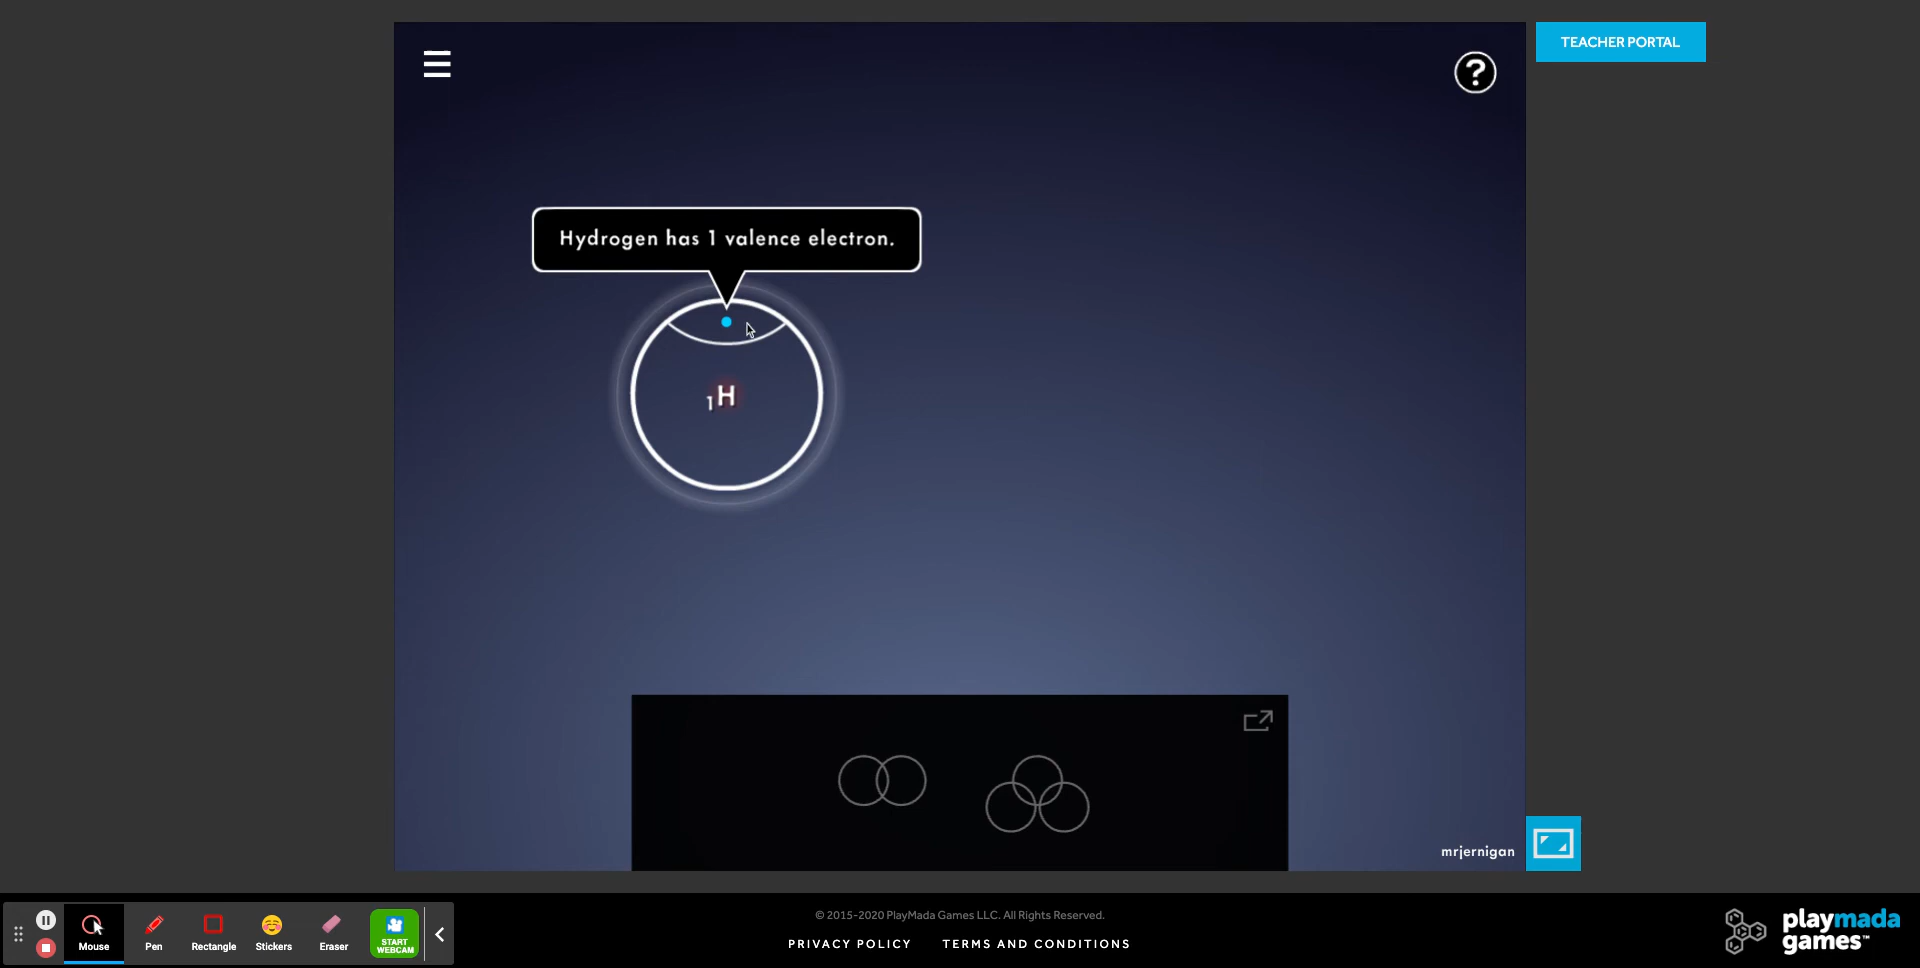 TEACHER PORTAL
?
Hydrogen has 1 valence electron.
1H
mrjernigan
Mouse
Pen
Rectangle
Stickers
Eraser
START
WEBCAM
© 2015-2020 PlayMada Games LLC. All Rights Reserved.
PRIVACY POLICY TERMS AND CONDITIONS
playmada
games™